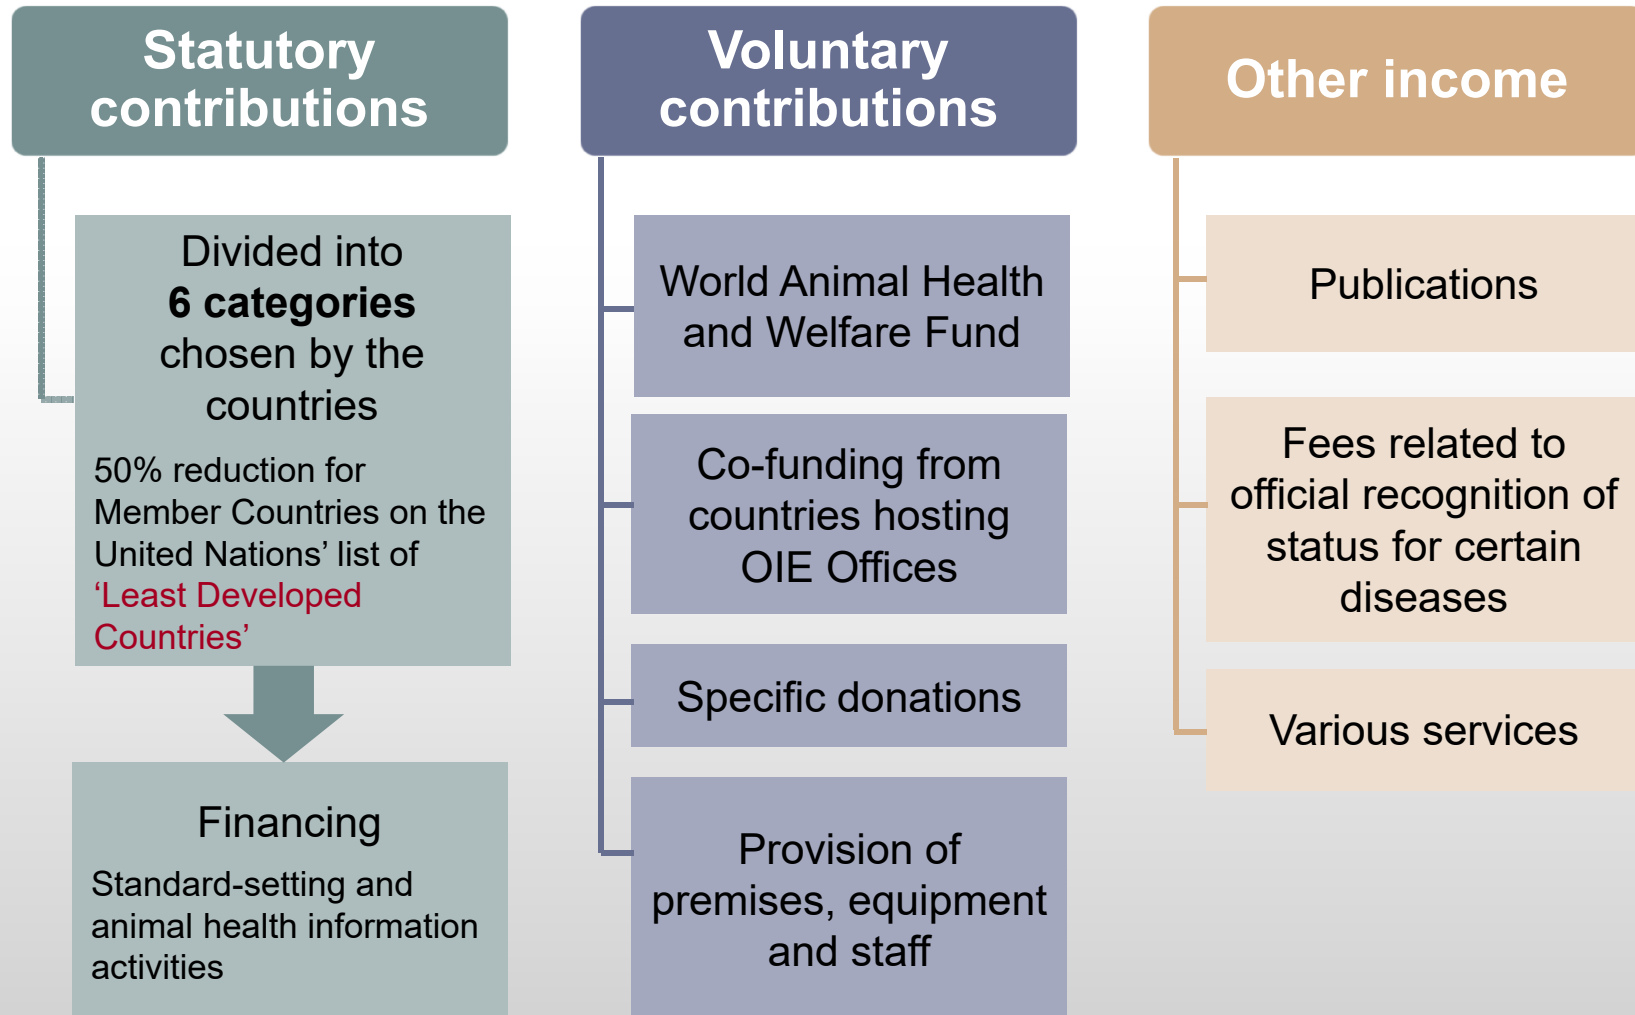 Statutory
contributions
Divided into
6 categories
chosen by the
countries
50% reduction for
Member Countries on the
United Nations’ list of
‘Least Developed
Countries’
Financing
Standard-setting and
animal health information
activities
Voluntary
contributions
World Animal Health
and Welfare Fund
Co-funding from
countries hosting
OIE Offices
Specific donations
Provision of
premises, equipment
and staff
Other income
Publications
Fees related to
official recognition of
status for certain
diseases
Various services